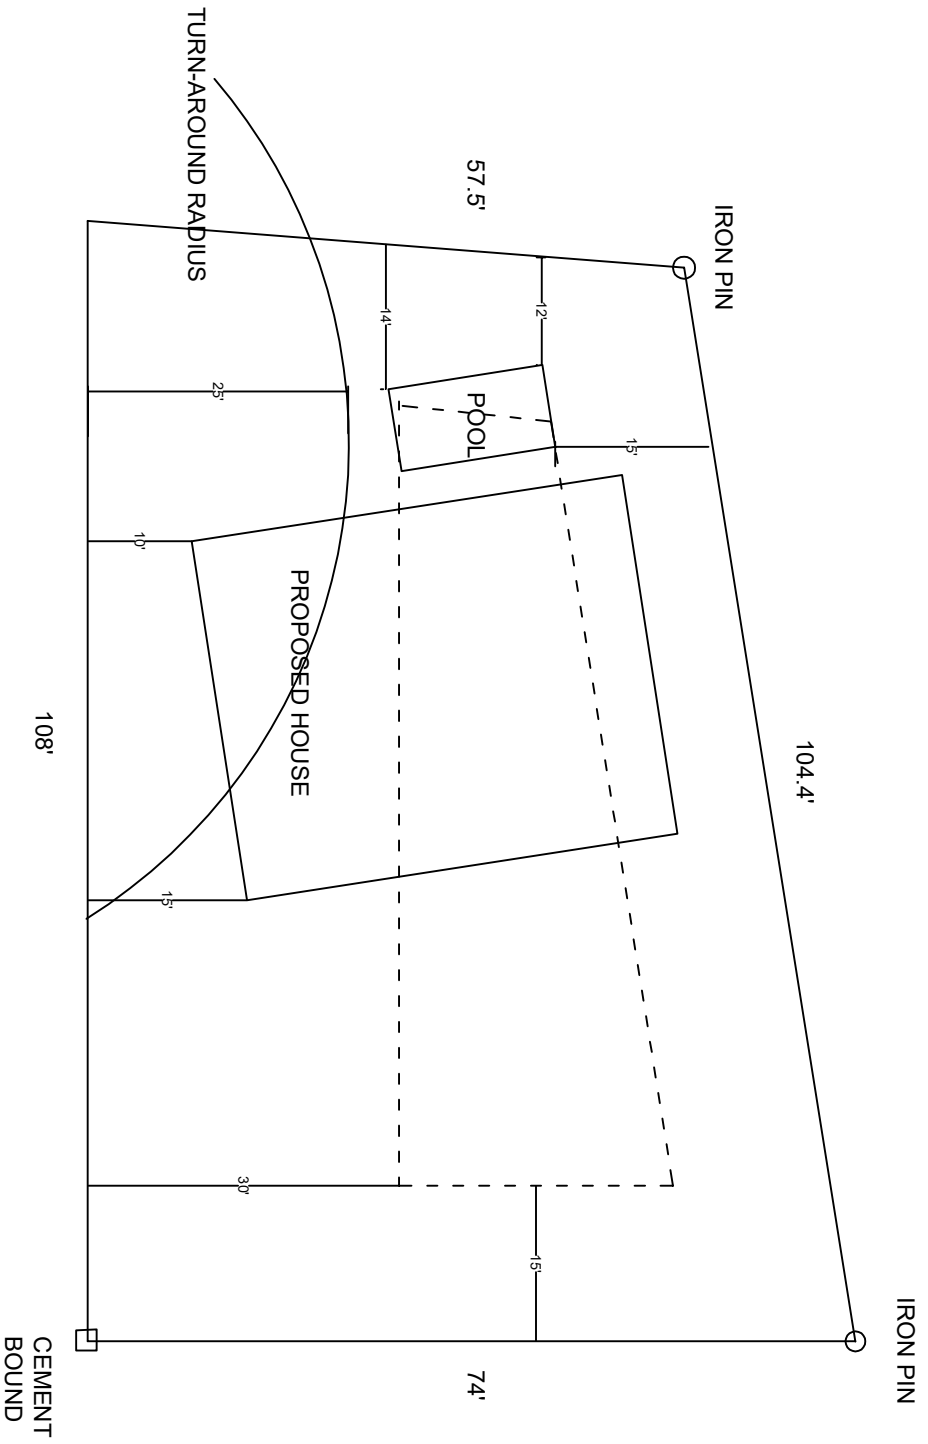 TURN-AROUND RADIUS
57.5'
IRON PIN
14'
12'
25'
POOL
15'
10'
PROPOSED HOUSE
108'
104.4'
15'
30'
15'
IRON PIN
74'
CEMENT
BOUND